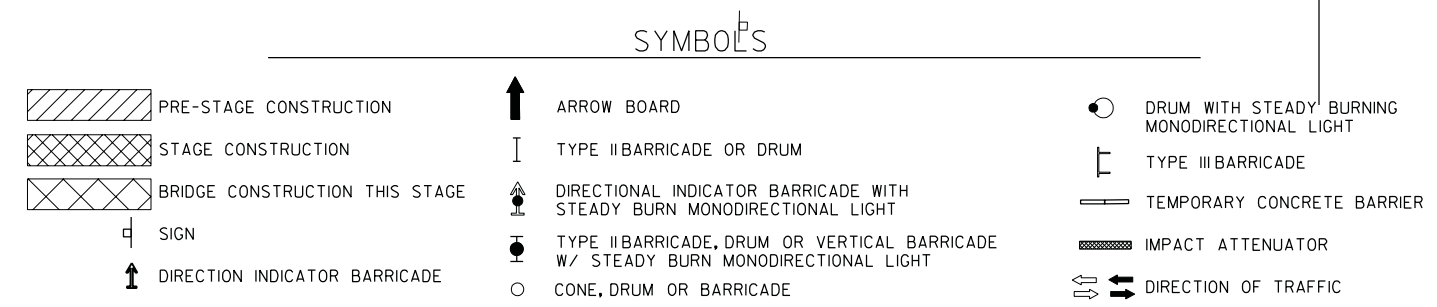 SYMBOLS
PRE-STAGE CONSTRUCTION
STAGE CONSTRUCTION
BRIDGE CONSTRUCTION THIS STAGE
SIGN
DIRECTION INDICATOR BARRICADE
ARROW BOARD
TYPE II BARRICADE OR DRUM
DIRECTIONAL INDICATOR BARRICADE WITH
STEADY BURN MONODIRECTIONAL LIGHT
TYPE II BARRICADE, DRUM OR VERTICAL BARRICADE
W/ STEADY BURN MONODIRECTIONAL LIGHT
CONE, DRUM OR BARRICADE
DRUM WITH STEADY BURNING
MONODIRECTIONAL LIGHT
TYPE III BARRICADE
TEMPORARY CONCRETE BARRIER
IMPACT ATTENUATOR
DIRECTION OF TRAFFIC